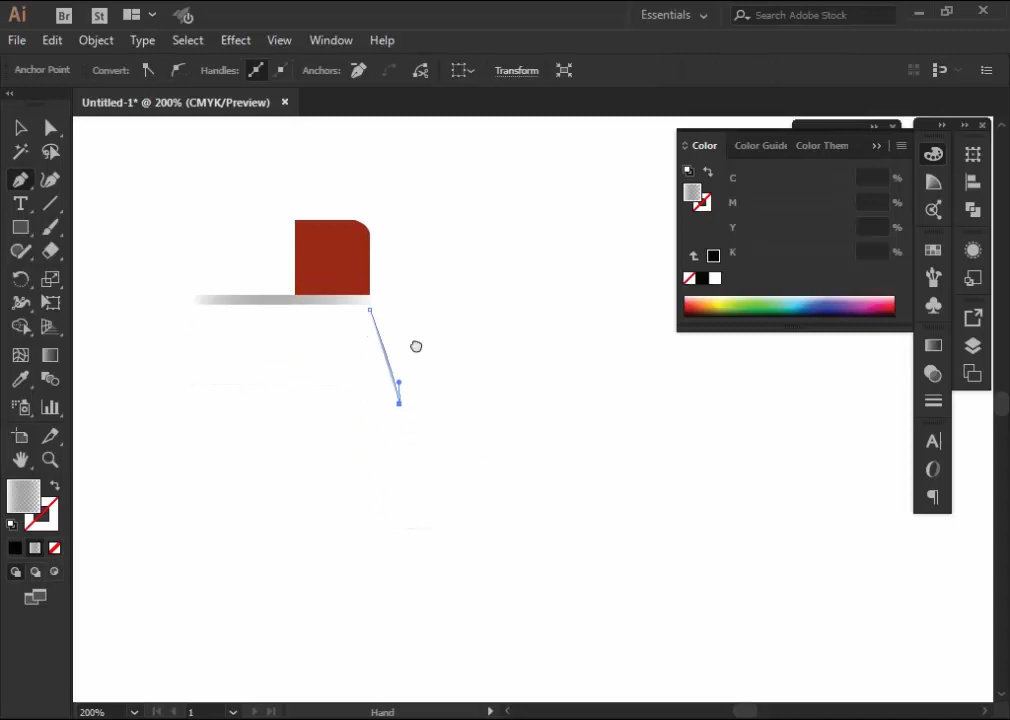 Ai Br St Essentials Search Adobe Stock
File Edit Object Type Select Effect View Window Help
Anchor Point Convert: Handles: Anchors: Transform
Untitled-1* @ 200% (CMYK/Preview)
Color Color Guide Color Them
C %
M %
Y %
K %
200% 1 Hand